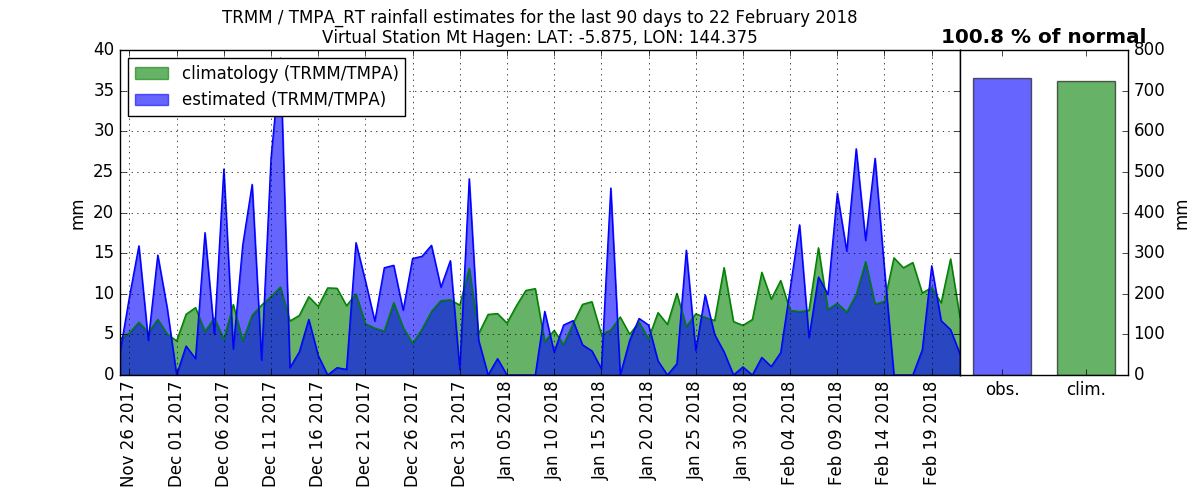 TRMM / TMPA_RT rainfall estimates for the last 90 days to 22 February 2018
Virtual Station Mt Hagen: LAT: -5.875, LON: 144.375
100.8 % of normal
climatology (TRMM/TMPA)
estimated (TRMM/TMPA)
mm
40
35
30
25
20
15
10
5
0
Nov 26 2017
Dec 01 2017
Dec 06 2017
Dec 11 2017
Dec 16 2017
Dec 21 2017
Dec 26 2017
Dec 31 2017
Jan 05 2018
Jan 10 2018
Jan 15 2018
Jan 20 2018
Jan 25 2018
Jan 30 2018
Feb 04 2018
Feb 09 2018
Feb 14 2018
Feb 19 2018
obs.
clim.
800
700
600
500
400
300
200
100
0
mm